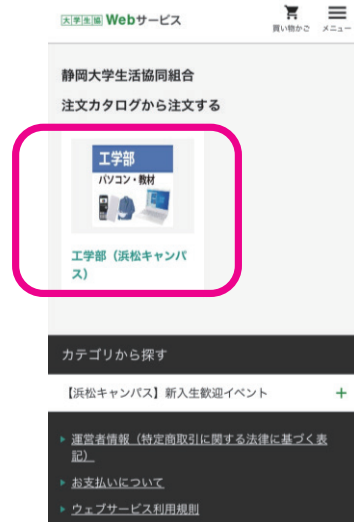 大学生協 Webサービス
買い物かご メニュー
静岡大学生活協同組合
注文カタログから注文する
工学部
パソコン・教材
工学部（浜松キャンパ
ス）
カテゴリから探す
【浜松キャンパス】新入生歓迎イベント +
運営者情報（特定商取引に関する法律に基づく表
記）
お支払いについて
ウェブサービス利用規則